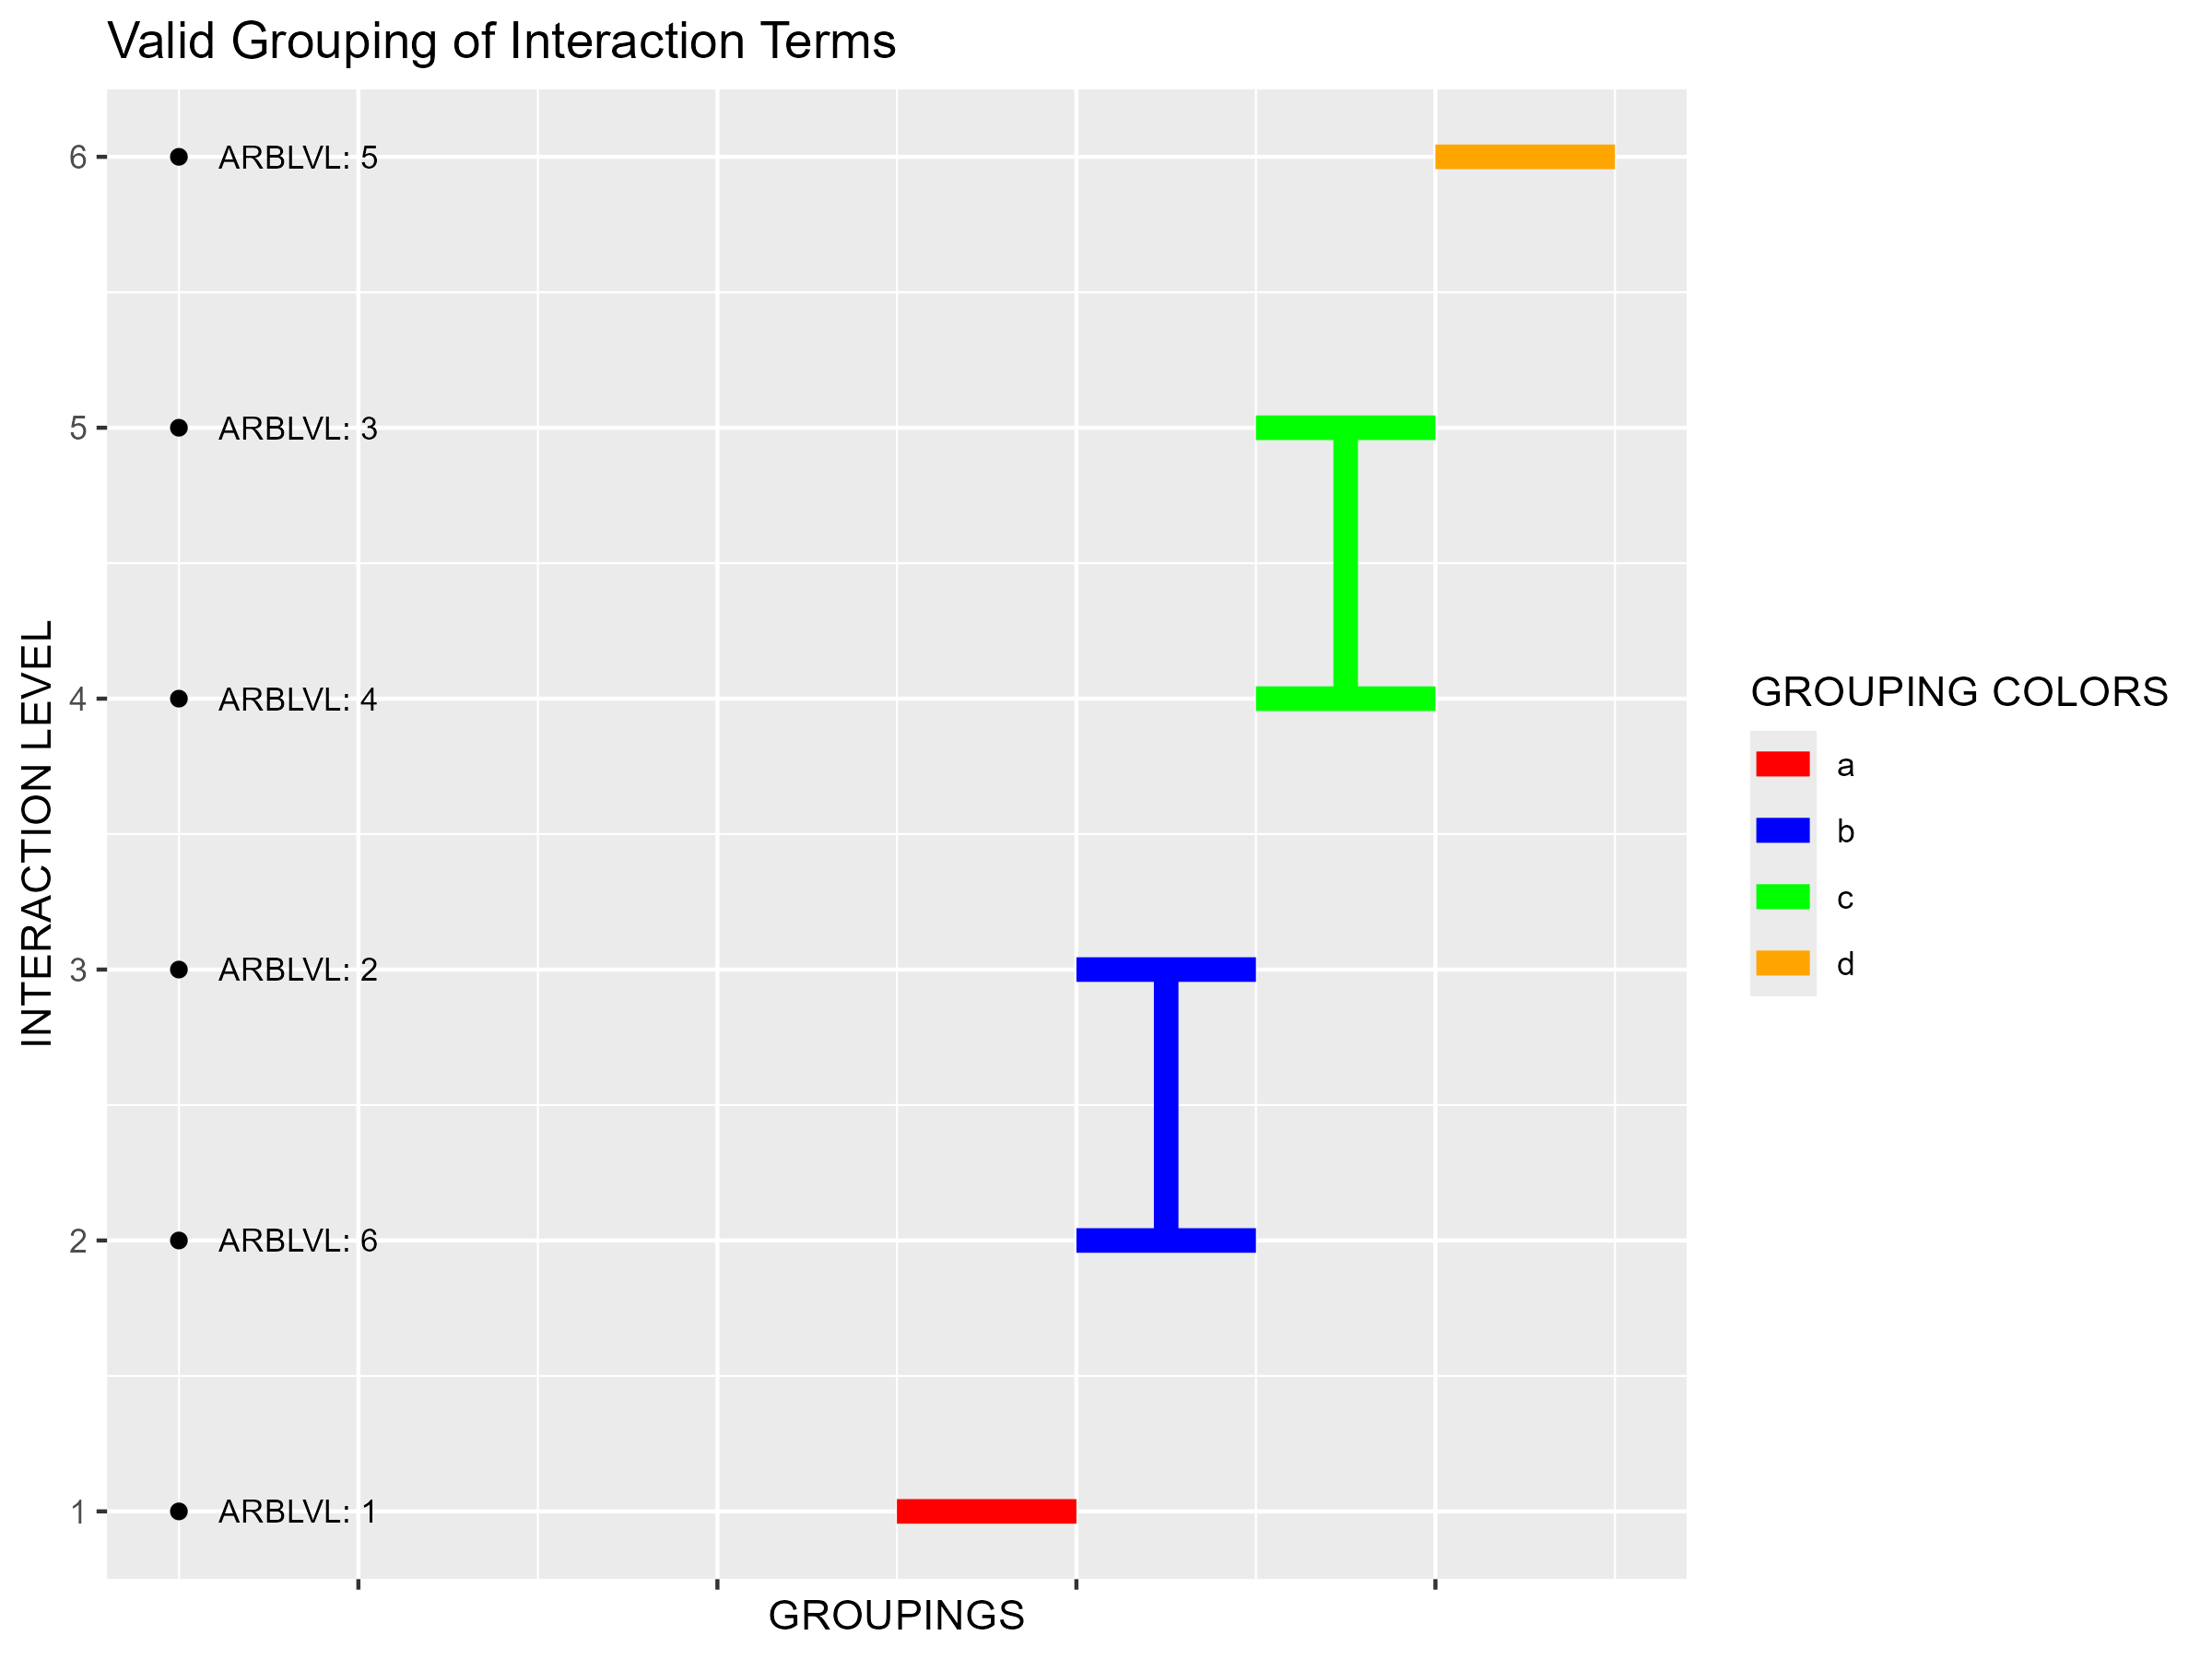 Valid Grouping of Interaction Terms
INTERACTION LEVEL
6
ARBLVL: 5
5
ARBLVL: 3
4
ARBLVL: 4
3
ARBLVL: 2
2
ARBLVL: 6
1
ARBLVL: 1
GROUPINGS
GROUPING COLORS
a
b
c
d